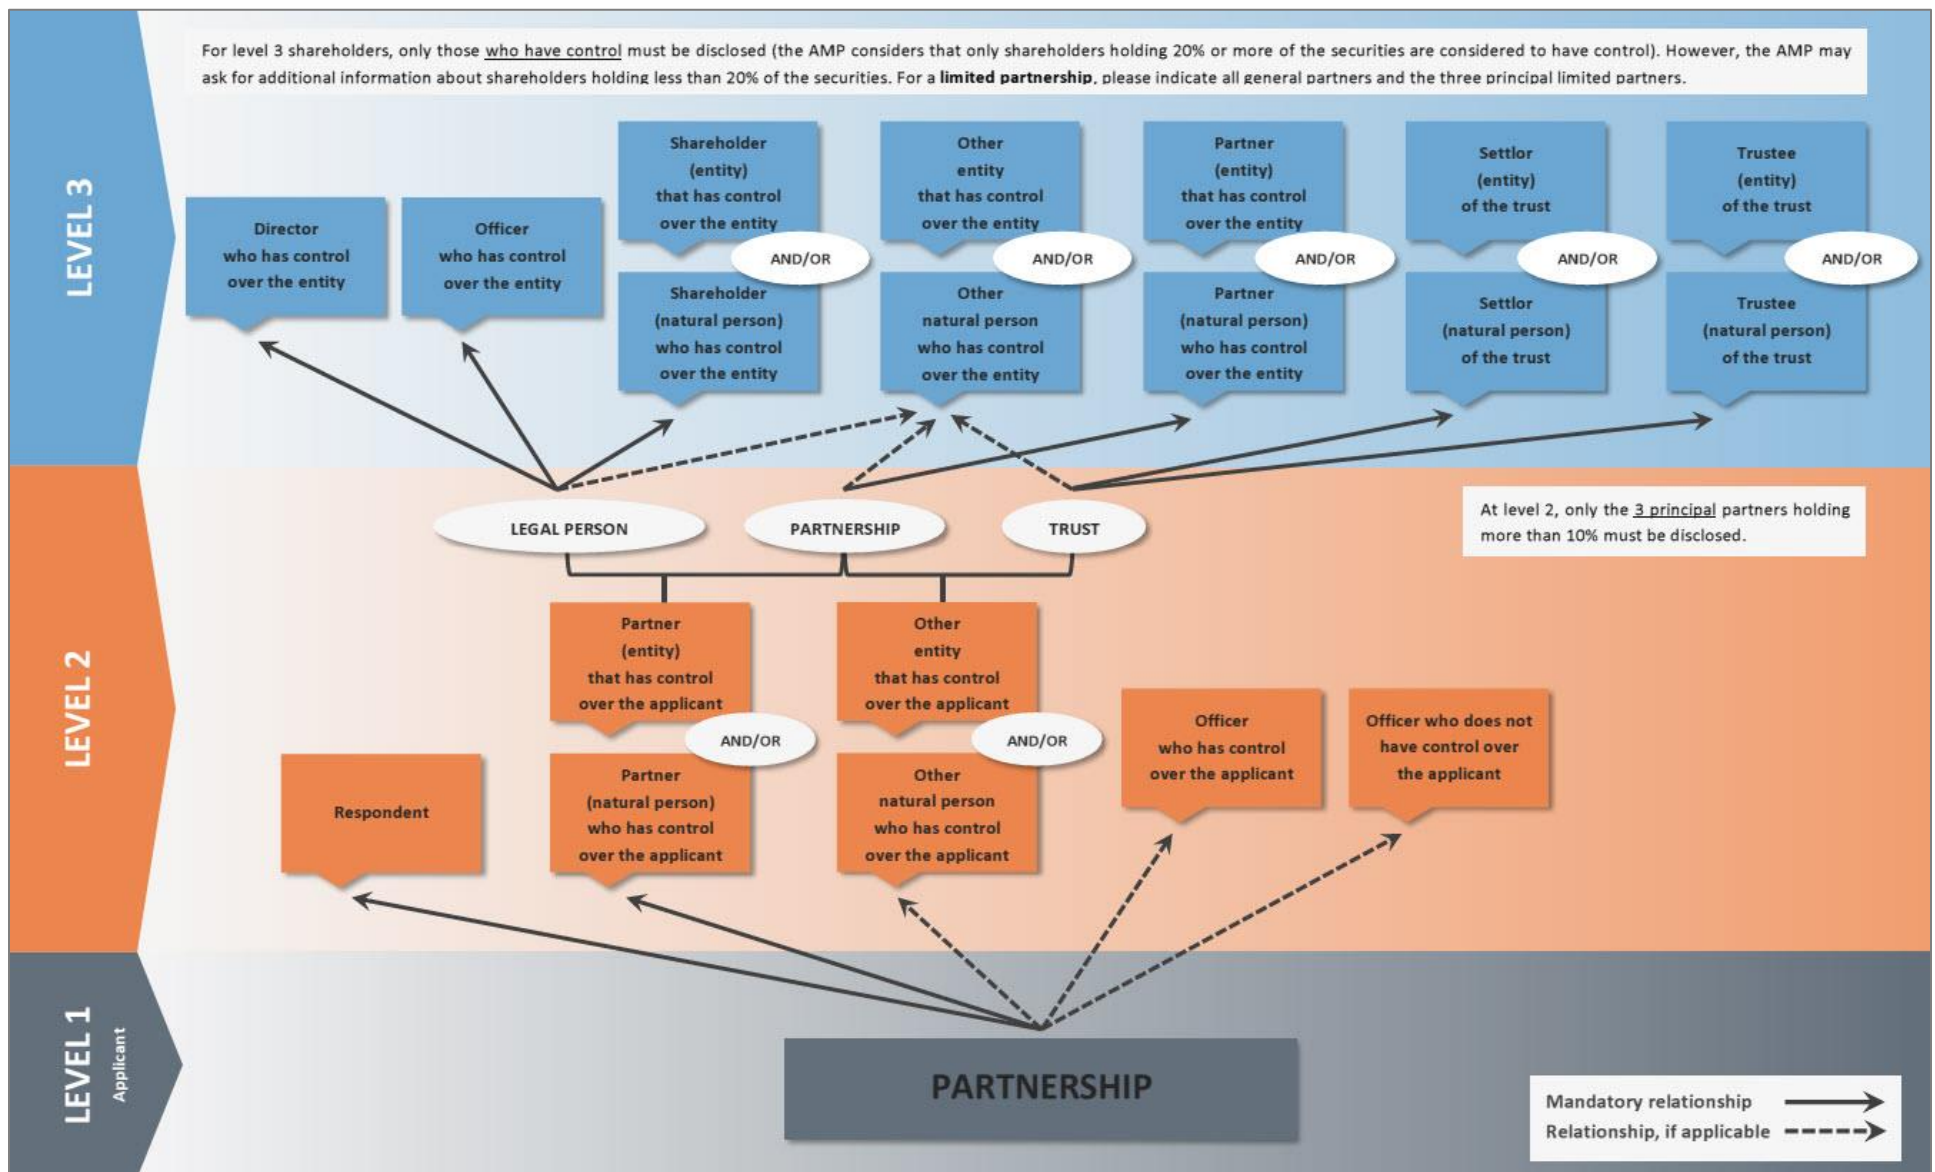 LEVEL 3
For level 3 shareholders, only those who have control must be disclosed (the AMP considers that only shareholders holding 20% or more of the securities are considered to have control). However, the AMP may
ask for additional information about shareholders holding less than 20% of the securities. For a limited partnership, please indicate all general partners and the three principal limited partners.
Director
who has control
over the entity
Officer
who has control
over the entity
Shareholder
(entity)
that has control
over the entity
AND/OR
Shareholder
(natural person)
who has control
over the entity
Other
entity
that has control
over the entity
AND/OR
Other
natural person
who has control
over the entity
Partner
(entity)
that has control
over the entity
AND/OR
Partner
(natural person)
who has control
over the entity
Settlor
(entity)
of the trust
AND/OR
Settlor
(natural person)
of the trust
Trustee
(entity)
of the trust
AND/OR
Trustee
(natural person)
of the trust
LEVEL 2
LEGAL PERSON
PARTNERSHIP
TRUST
At level 2, only the 3 principal partners holding
more than 10% must be disclosed.
Respondent
Partner
(entity)
that has control
over the applicant
AND/OR
Partner
(natural person)
who has control
over the applicant
Other
entity
that has control
over the applicant
AND/OR
Other
natural person
who has control
over the applicant
Officer
who has control
over the applicant
Officer who does not
have control over
the applicant
LEVEL 1
Applicant
PARTNERSHIP
Mandatory relationship
Relationship, if applicable